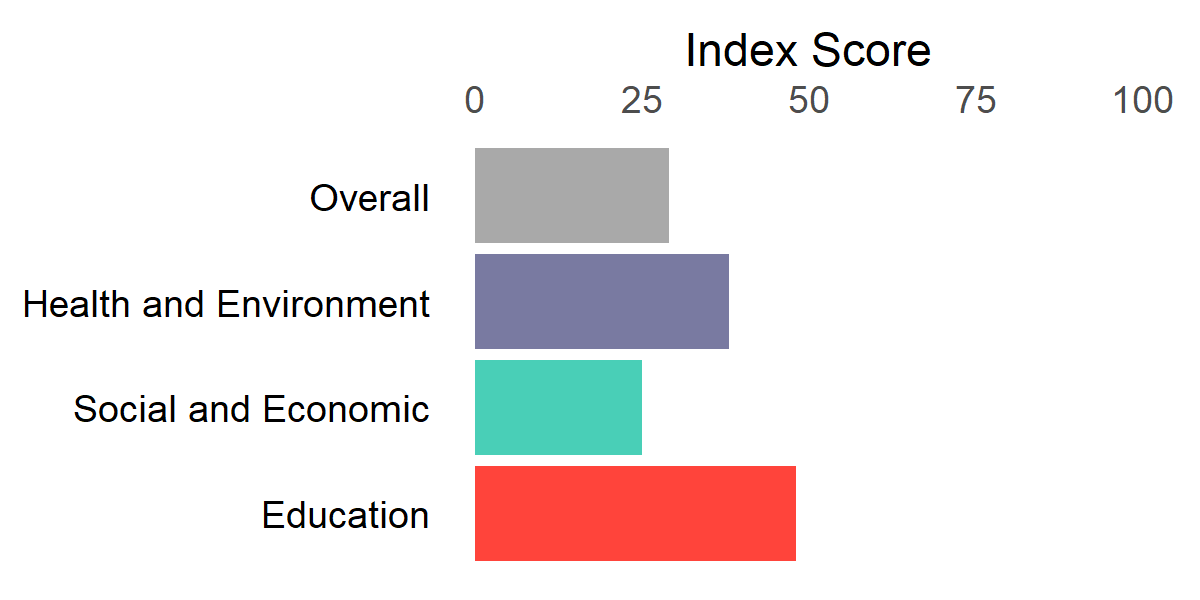 Index Score
0 25 50 75 100
Overall
Health and Environment
Social and Economic
Education